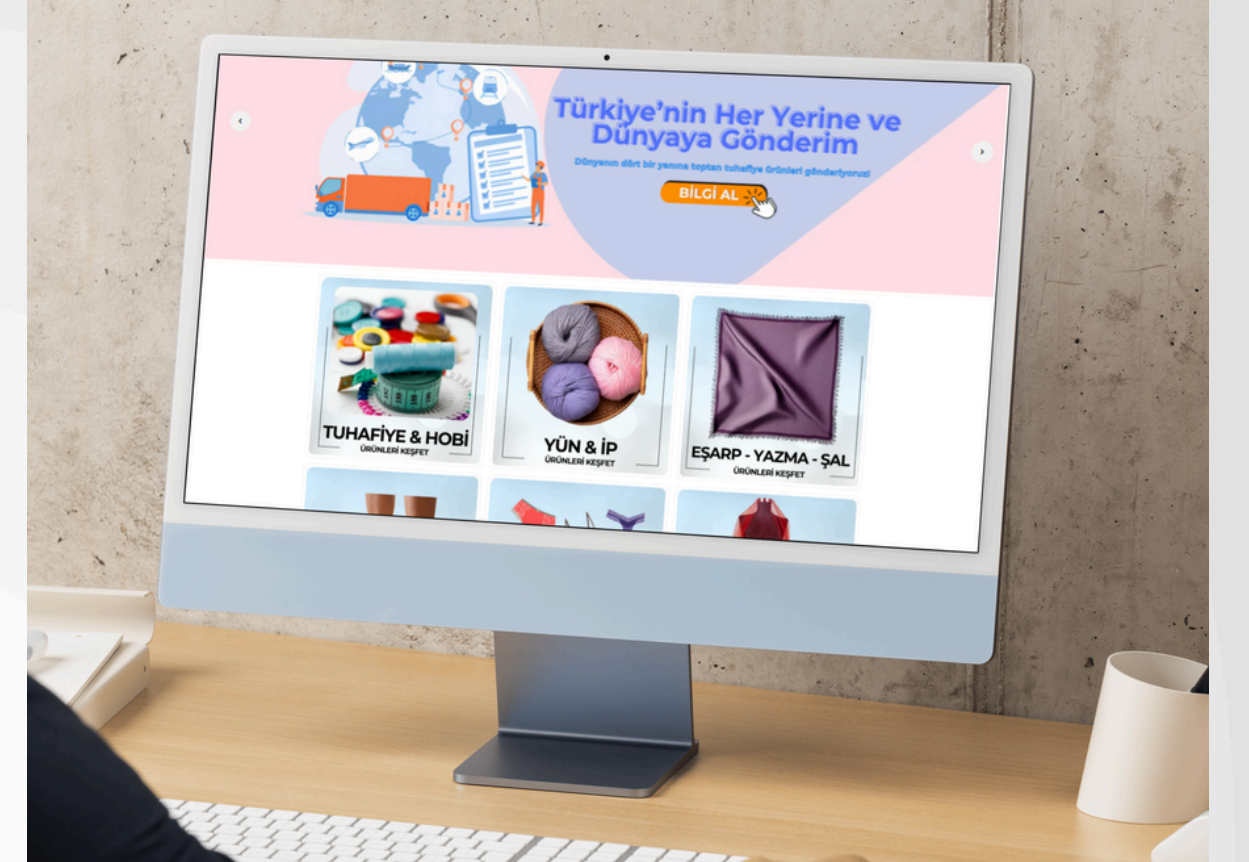 Türkiye’nin Her Yerine ve
Dünyaya Gönderim
Dünyanın dört bir yanına toptan tuhafiye ürünleri gönderiyoruz!
BİLGİ AL
TUHAFİYE & HOBİ
ÜRÜNLERİ KEŞFET
YÜN & İP
ÜRÜNLERİ KEŞFET
EŞARP - YAZMA - ŞAL
ÜRÜNLERİ KEŞFET